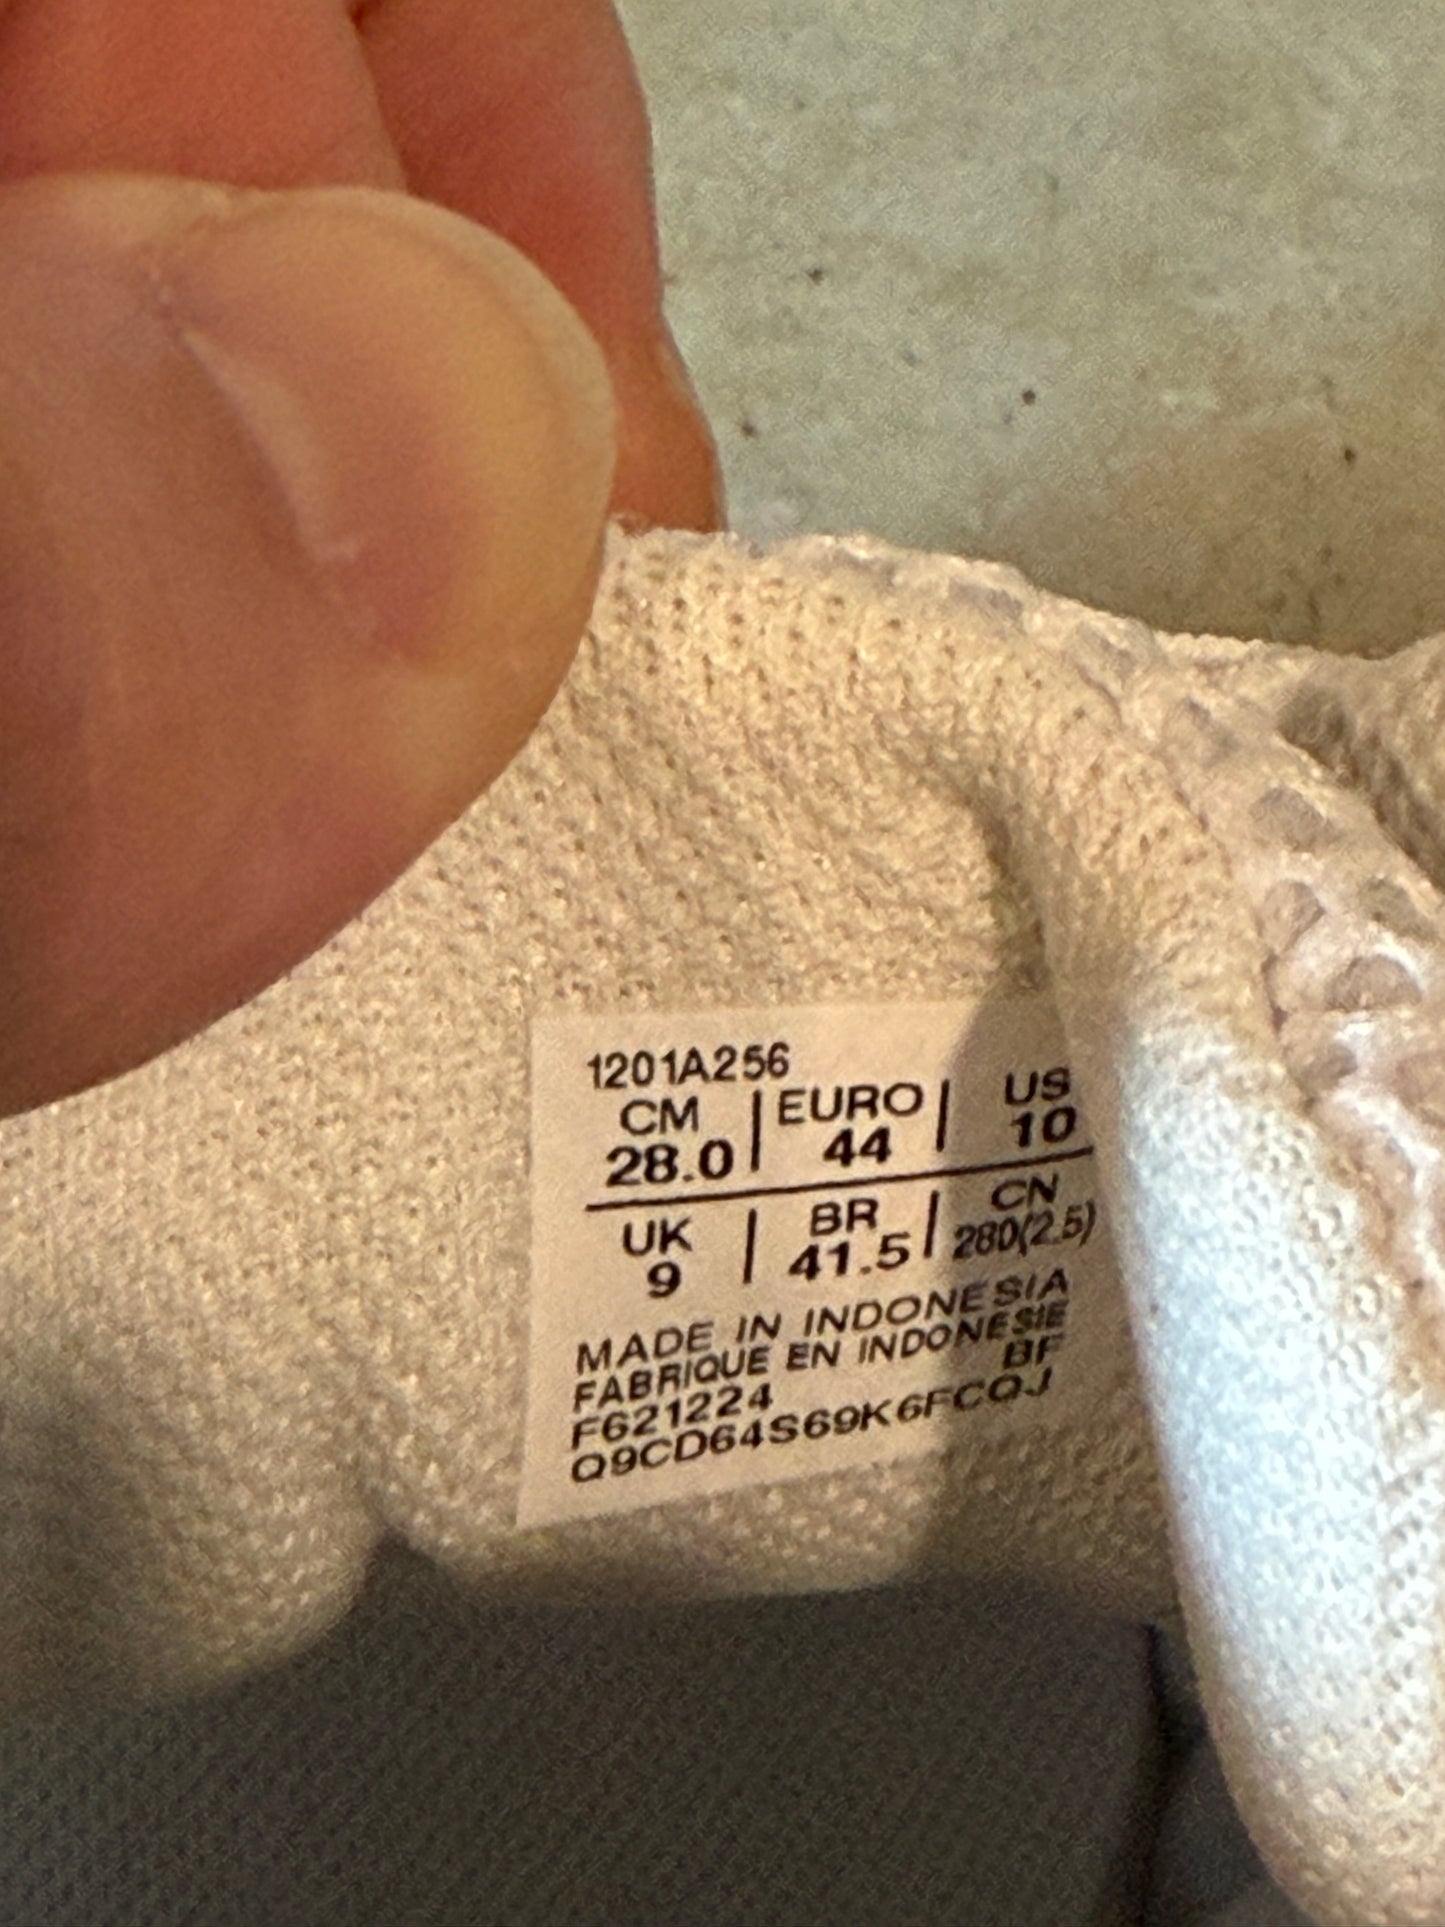 1201A256
CM | EURO | US
28.0 | 44 | 10
UK | BR | CN
9 | 41.5 | 280(2.5)
MADE IN INDONESIA
FABRIQUE EN INDONESIE
F621224 BF
Q9CD64S69K6FCQJ